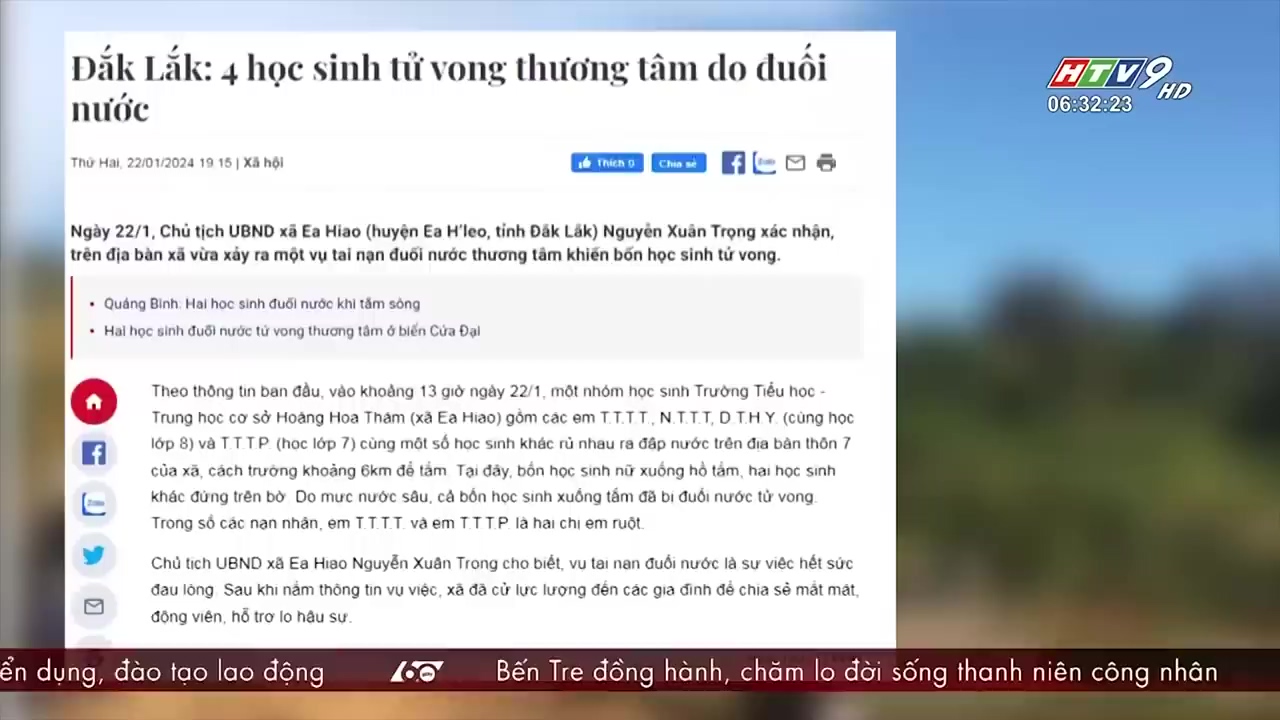 Đắk Lắk: 4 học sinh tử vong thương tâm do đuối
nước
HTV9 HD
06:32:23
Thứ Hai, 22/01/2024 19:15 | Xã hội
Thích 0
Chia sẻ
Zalo
Ngày 22/1, Chủ tịch UBND xã Ea Hiao (huyện Ea H'leo, tỉnh Đắk Lắk) Nguyễn Xuân Trọng xác nhận,
trên địa bàn xã vừa xảy ra một vụ tai nạn đuối nước thương tâm khiến bốn học sinh tử vong.
• Quảng Bình: Hai học sinh đuối nước khi tắm sông
• Hai học sinh đuối nước tử vong thương tâm ở biển Cửa Đại
Theo thông tin ban đầu, vào khoảng 13 giờ ngày 22/1, một nhóm học sinh Trường Tiểu học -
Trung học cơ sở Hoàng Hoa Thám (xã Ea Hiao) gồm các em T.T.T.T., N.T.T.T, D.T.H.Y. (cùng học
lớp 8) và T.T.T.P. (học lớp 7) cùng một số học sinh khác rủ nhau ra đập nước trên địa bàn thôn 7
của xã, cách trường khoảng 6km để tắm. Tại đây, bốn học sinh nữ xuống hồ tắm, hai học sinh
khác đứng trên bờ. Do mực nước sâu, cả bốn học sinh xuống tắm đã bị đuối nước tử vong.
Trong số các nạn nhân, em T.T.T.T. và em T.T.T.P. là hai chị em ruột.
Zalo
Chủ tịch UBND xã Ea Hiao Nguyễn Xuân Trọng cho biết, vụ tai nạn đuối nước là sự việc hết sức
đau lòng. Sau khi nắm thông tin vụ việc, xã đã cử lực lượng đến các gia đình để chia sẻ mất mát,
động viên, hỗ trợ lo hậu sự.
ển dụng, đào tạo lao động
60
Bến Tre đồng hành, chăm lo đời sống thanh niên công nhân